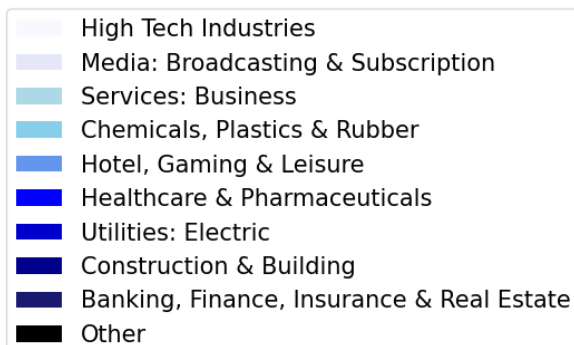 High Tech Industries
Media: Broadcasting & Subscription
Services: Business
Chemicals, Plastics & Rubber
Hotel, Gaming & Leisure
Healthcare & Pharmaceuticals
Utilities: Electric
Construction & Building
Banking, Finance, Insurance & Real Estate
Other